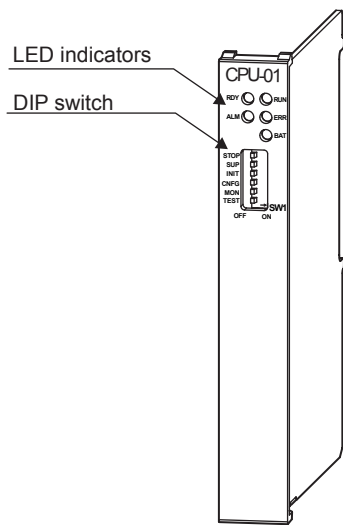 LED indicators
DIP switch
CPU-01
RDY RUN
ALM ERR
BAT
STOP
SUP
INIT
CNFG
MON
TEST
SW1
OFF ON